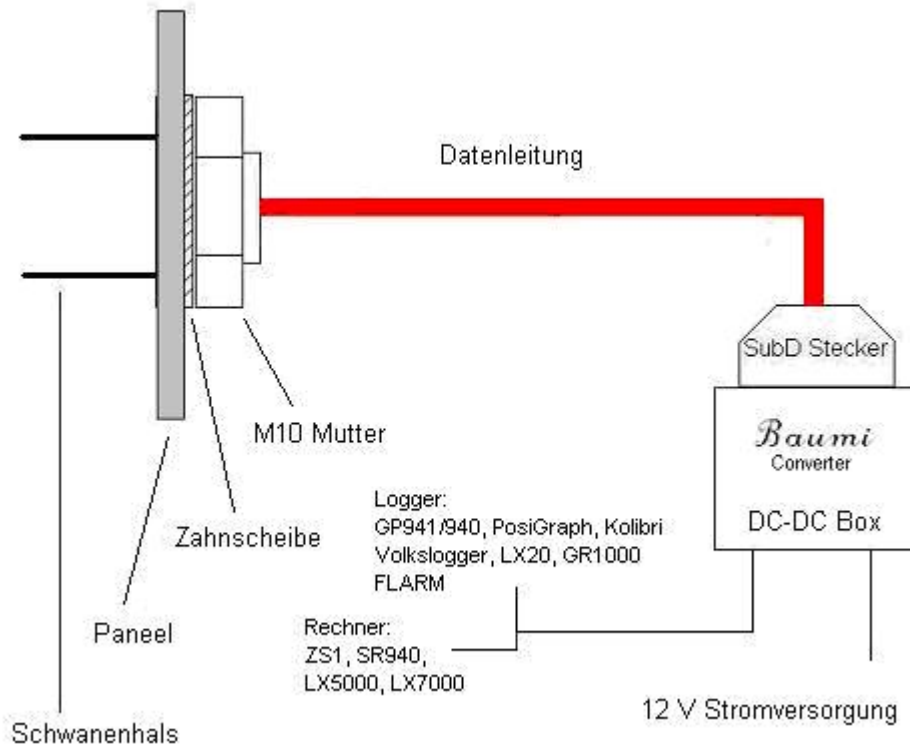 Datenleitung
SubD Stecker
Baumi
Converter
DC-DC Box
M10 Mutter
Zahnscheibe
Paneel
Schwanenhals
Logger:
GP941/940, PosiGraph, Kolibri
Volkslogger, LX20, GR1000
FLARM
Rechner:
ZS1, SR940,
LX5000, LX7000
12 V Stromversorgung